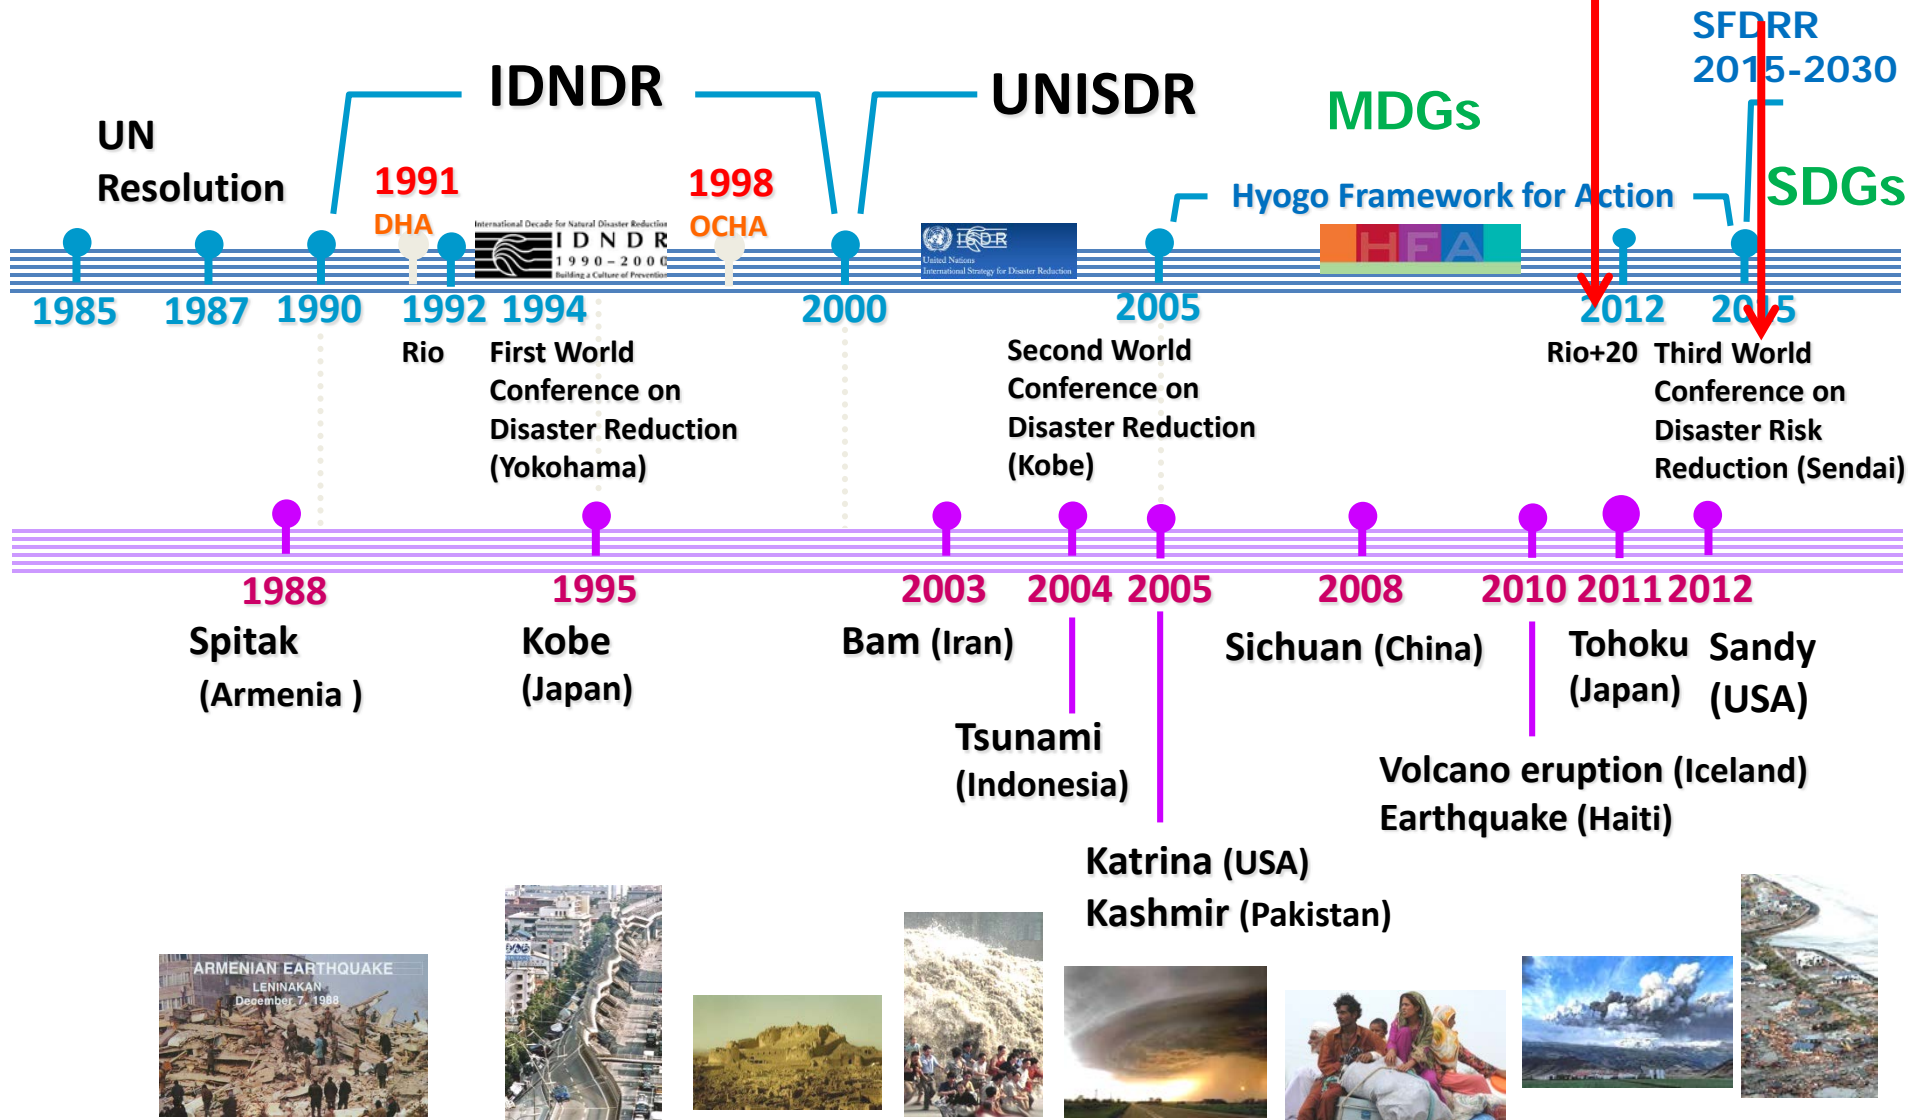 SFDRR
2015-2030
IDNDR
UNISDR
MDGs
UN
Resolution
1991
DHA
1998
OCHA
Hyogo Framework for Action
SDGs
International Decade for Natural Disaster Reduction
IDNDR
1990-2000
Building a Culture of Prevention
ISDR
United Nations
International Strategy for Disaster Reduction
HFA
1985 1987 1990 1992 1994 2000 2005 2012 2015
Rio
First World
Conference on
Disaster Reduction
(Yokohama)
Second World
Conference on
Disaster Reduction
(Kobe)
Rio+20
Third World
Conference on
Disaster Risk
Reduction (Sendai)
1988 1995 2003 2004 2005 2008 2010 2011 2012
Spitak
(Armenia )
Kobe
(Japan)
Bam (Iran)
Tsunami
(Indonesia)
Katrina (USA)
Kashmir (Pakistan)
Sichuan (China)
Volcano eruption (Iceland)
Earthquake (Haiti)
Tohoku
(Japan)
Sandy
(USA)
ARMENIAN EARTHQUAKE
LENINAKAN
December 7, 1988